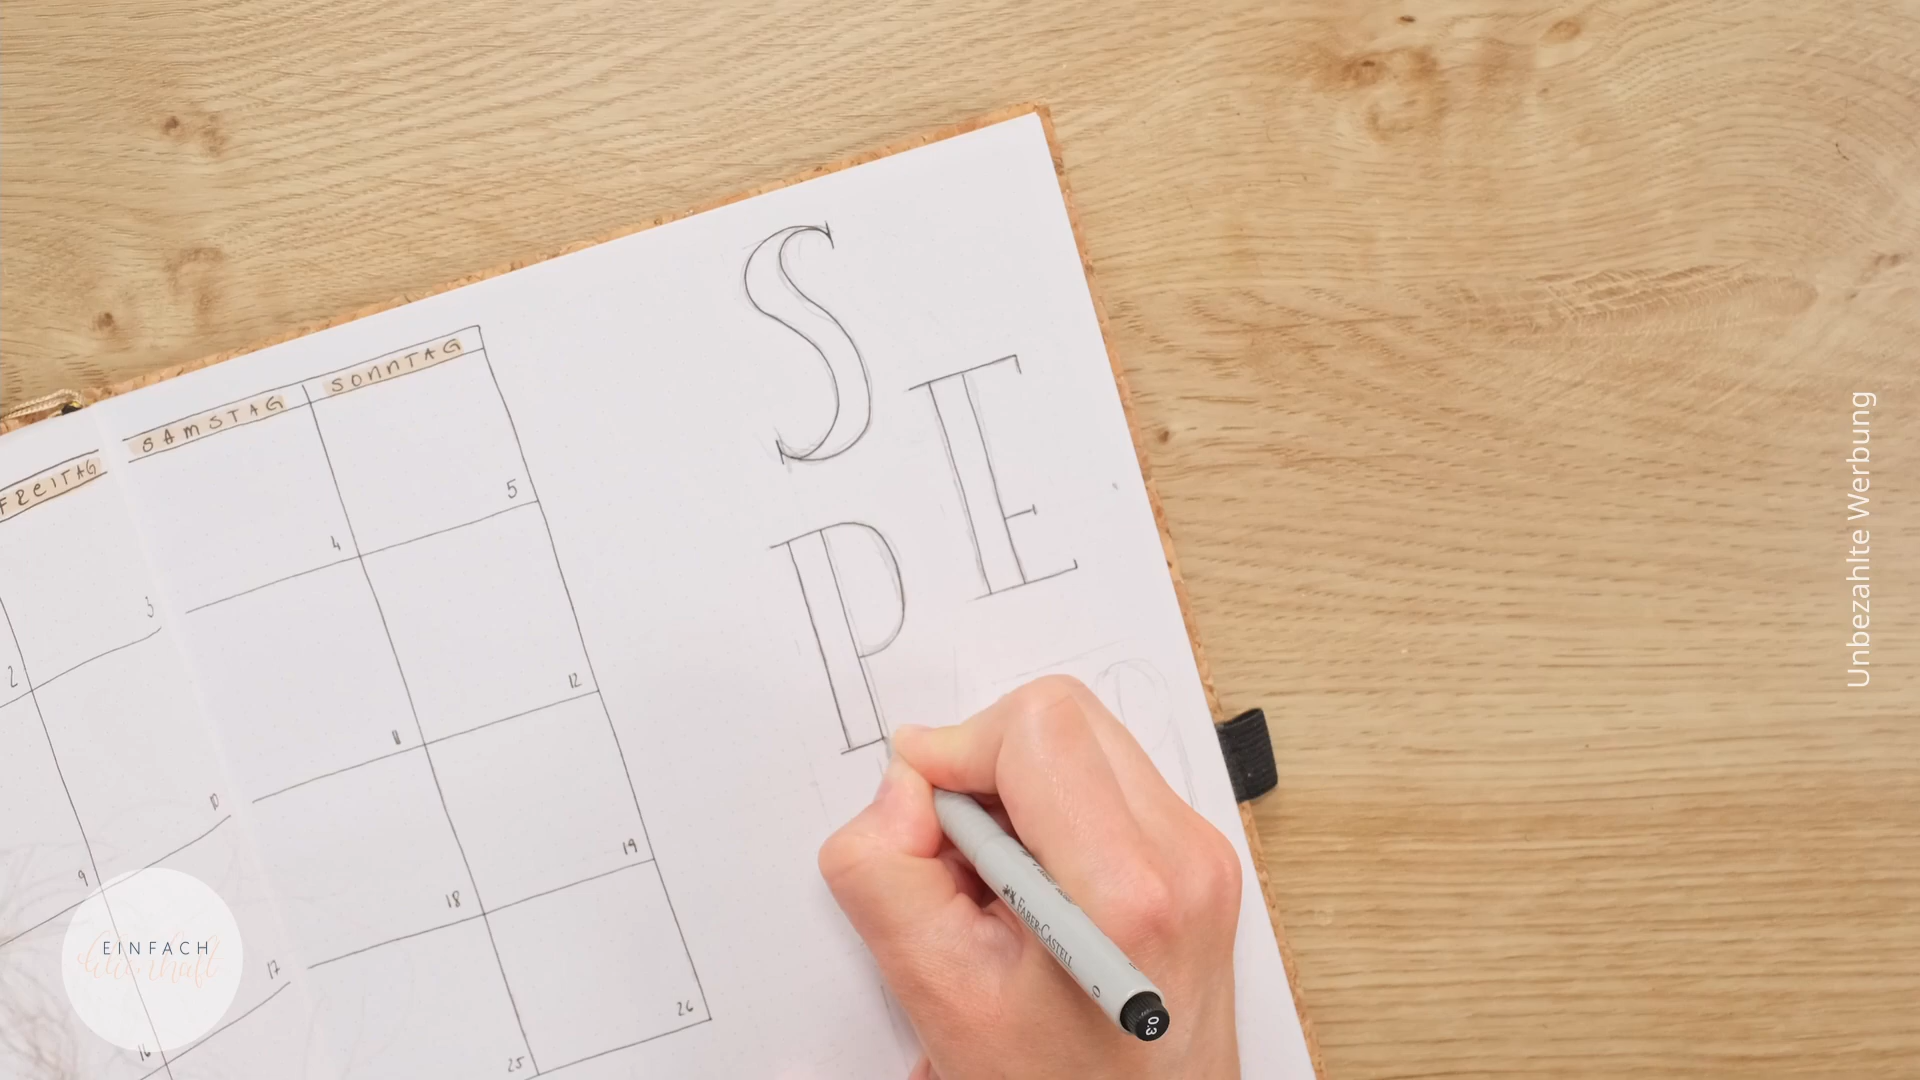 S
E
P
FREITAG
SAMSTAG
SONNTAG
5
4
3
2
12
11
10
9
19
18
17
16
26
25
FABER-CASTELL
0.3
EINFACH
Unbezahlte Werbung